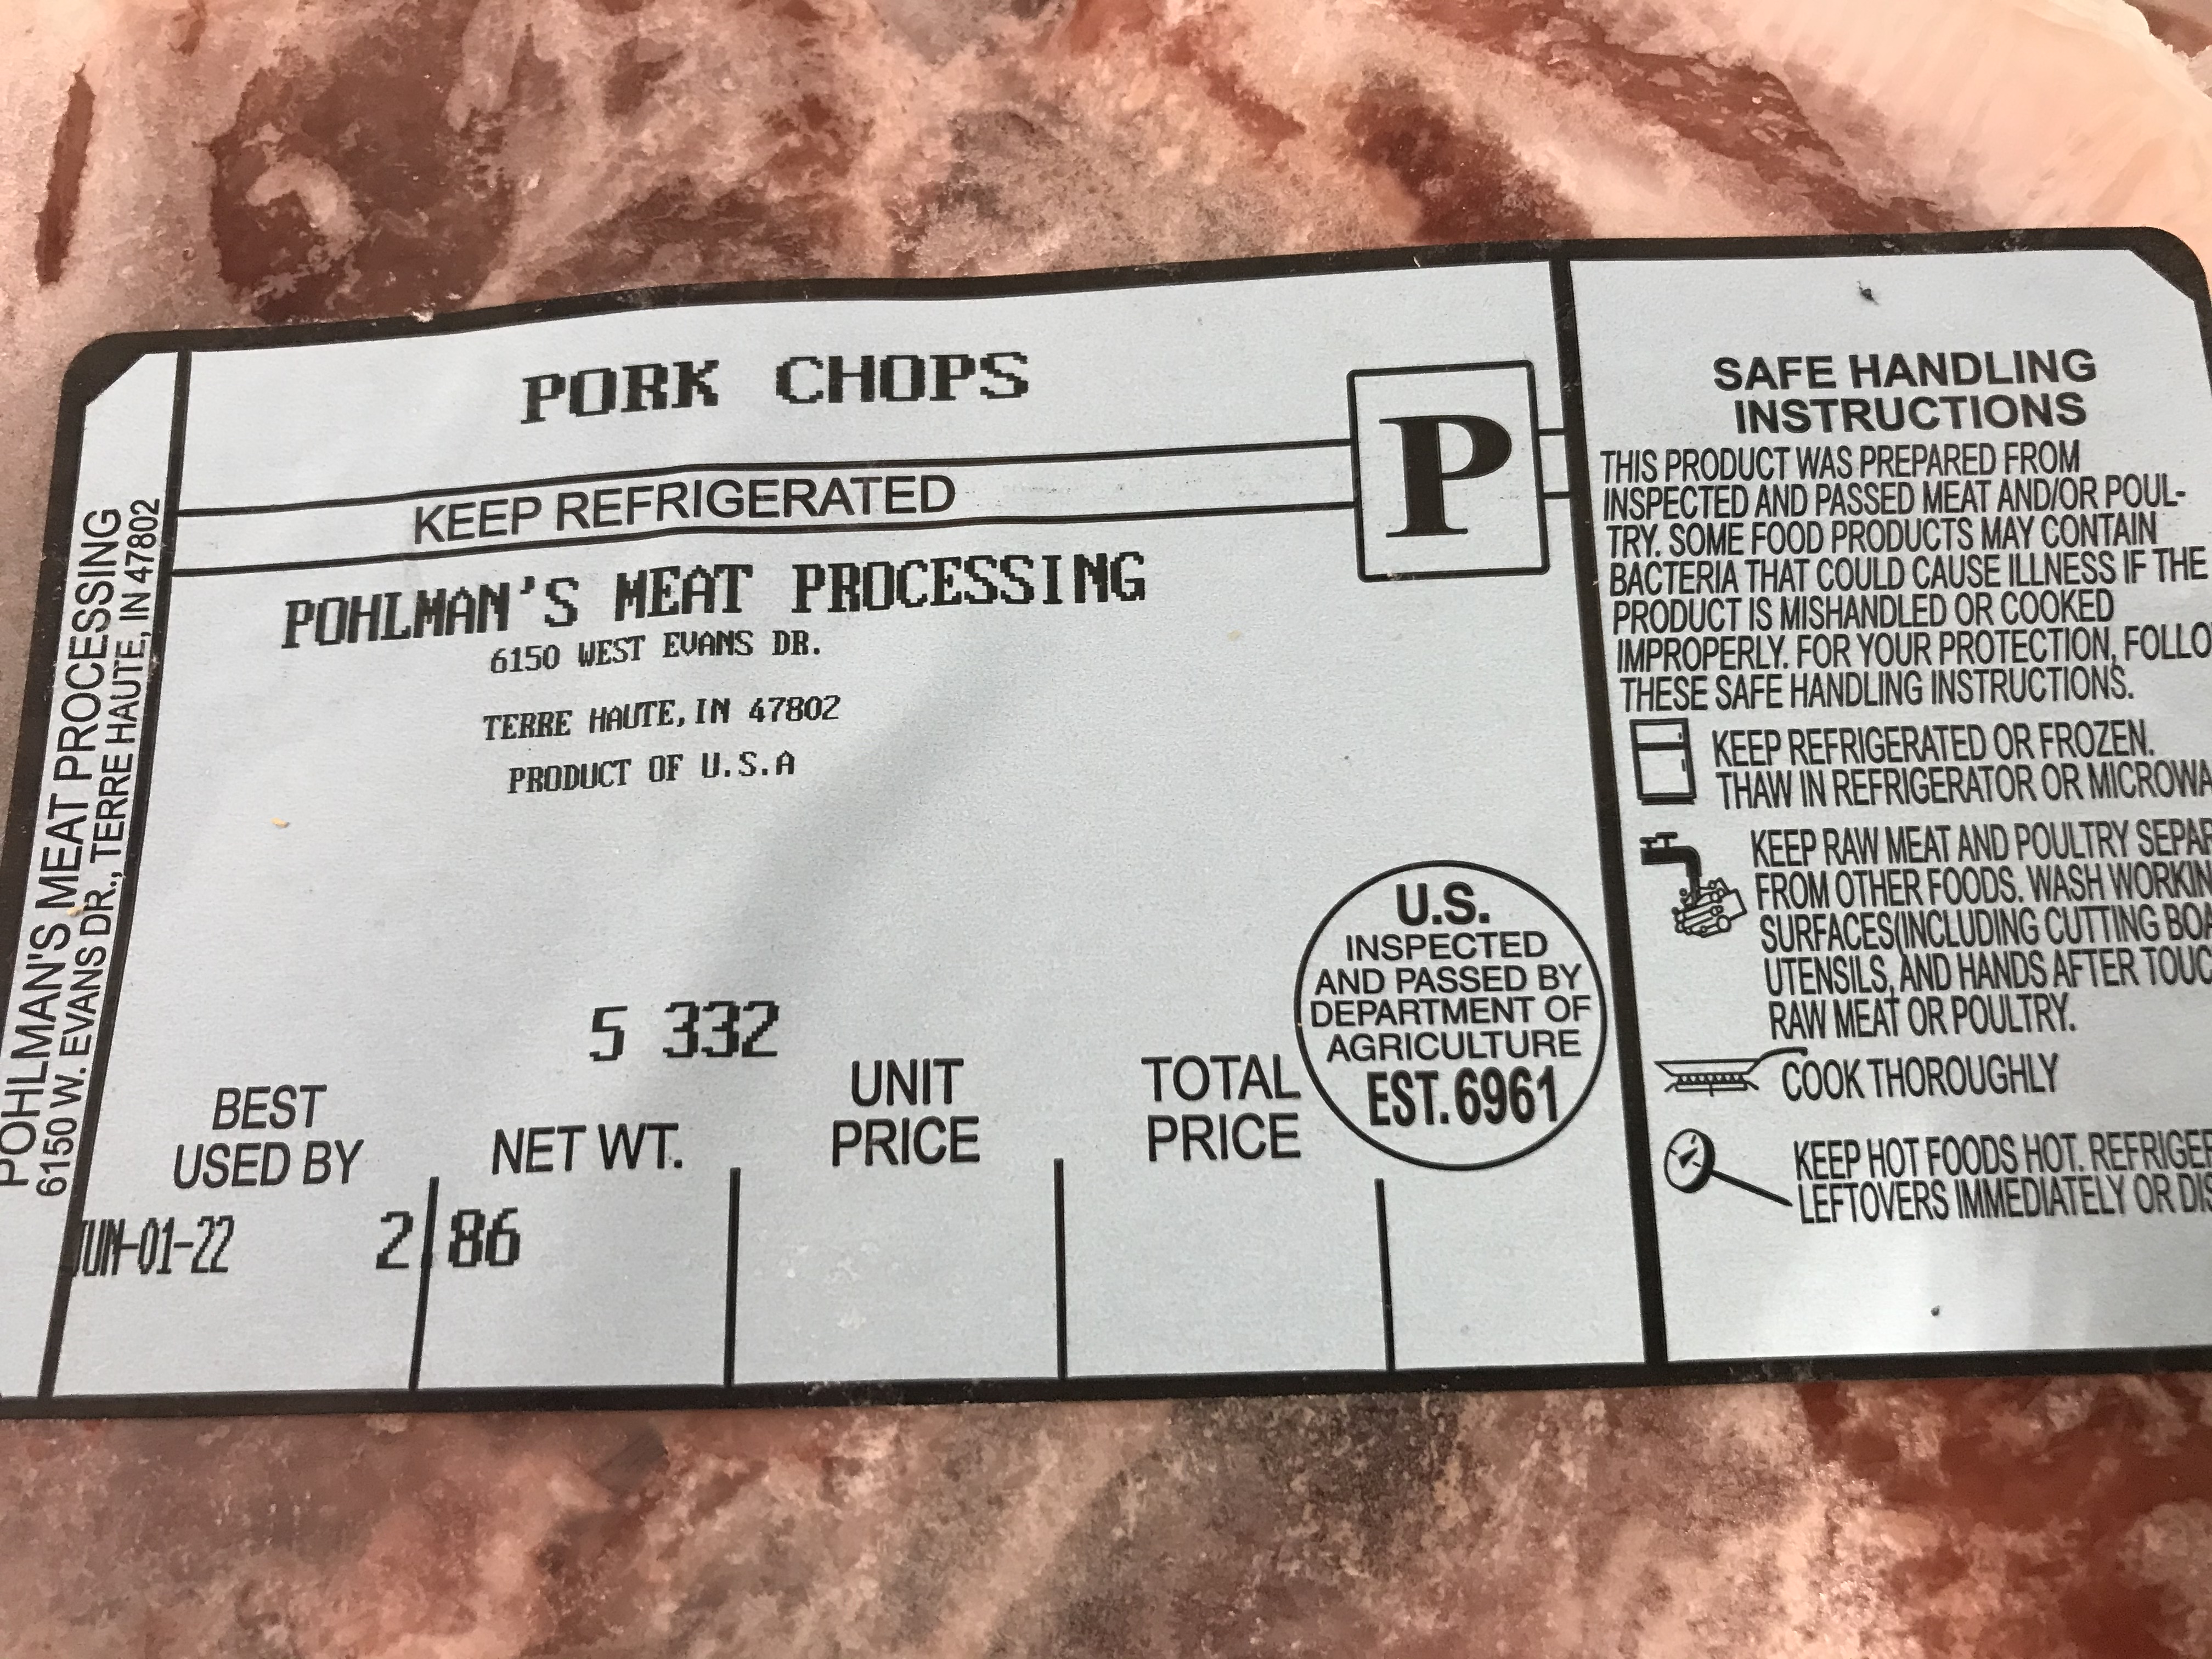 PORK CHOPS
KEEP REFRIGERATED
P
POHLMAN'S MEAT PROCESSING
6150 WEST EVANS DR.
TERRE HAUTE, IN 47802
PRODUCT OF U.S.A
5 332
BEST
USED BY
NET WT.
UNIT
PRICE
TOTAL
PRICE
JUN-01-22
2.86
U.S.
INSPECTED
AND PASSED BY
DEPARTMENT OF
AGRICULTURE
EST. 6961
POHLMAN'S MEAT PROCESSING
6150 W. EVANS DR., TERRE HAUTE, IN 47802
SAFE HANDLING
INSTRUCTIONS
THIS PRODUCT WAS PREPARED FROM
INSPECTED AND PASSED MEAT AND/OR POUL-
TRY. SOME FOOD PRODUCTS MAY CONTAIN
BACTERIA THAT COULD CAUSE ILLNESS IF THE
PRODUCT IS MISHANDLED OR COOKED
IMPROPERLY. FOR YOUR PROTECTION, FOLLO
THESE SAFE HANDLING INSTRUCTIONS.
KEEP REFRIGERATED OR FROZEN.
THAW IN REFRIGERATOR OR MICROWA
KEEP RAW MEAT AND POULTRY SEPAR
FROM OTHER FOODS. WASH WORKIN
SURFACES(INCLUDING CUTTING BOA
UTENSILS, AND HANDS AFTER TOUC
RAW MEAT OR POULTRY.
COOK THOROUGHLY
KEEP HOT FOODS HOT. REFRIGER
LEFTOVERS IMMEDIATELY OR DIS